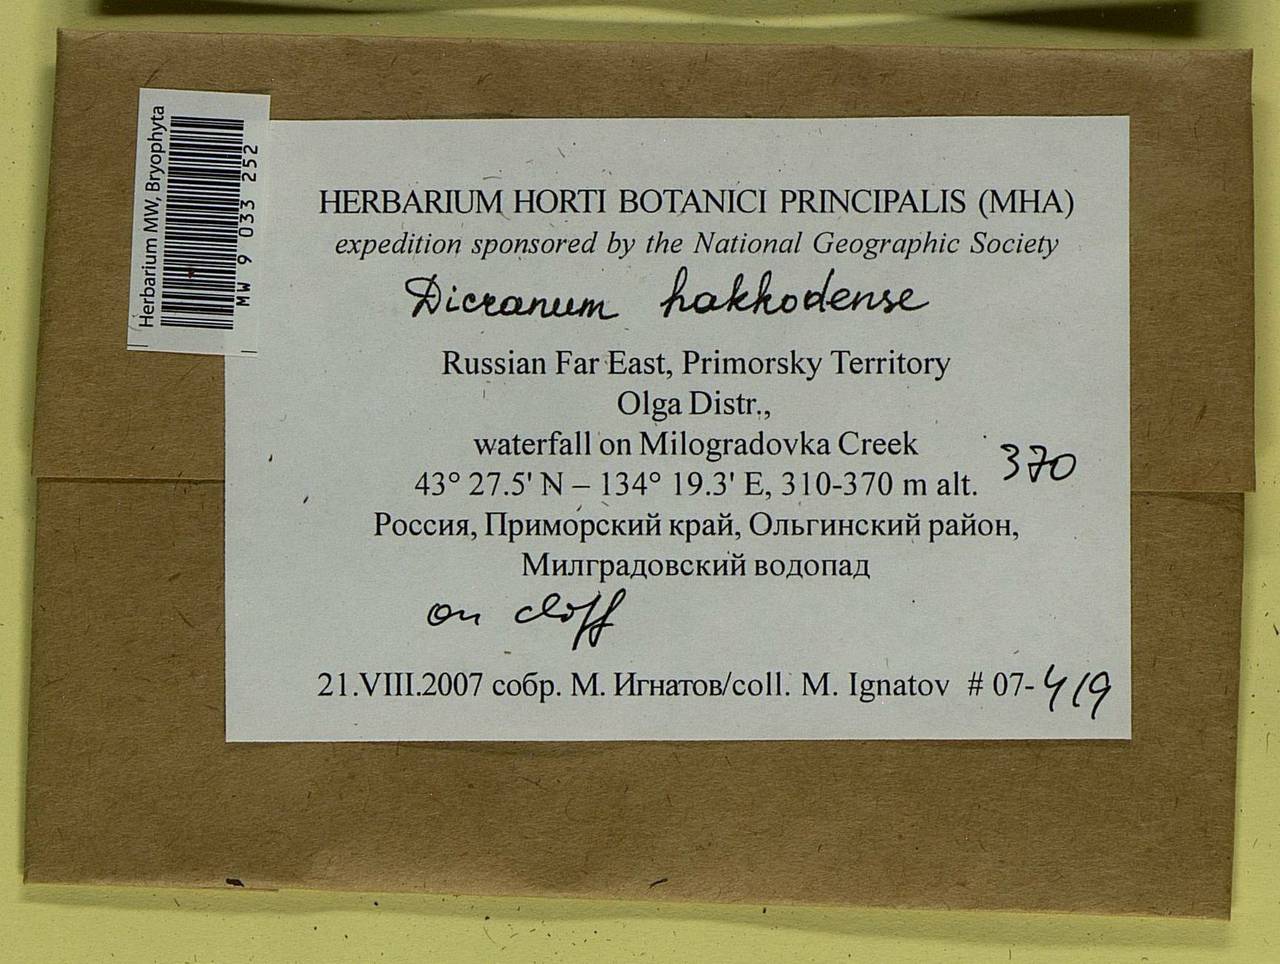 Herbarium MW, Bryophyta
MW 9 033 252
HERBARIUM HORTI BOTANICI PRINCIPALIS (MHA)
expedition sponsored by the National Geographic Society
Dicranum hakkodense
Russian Far East, Primorsky Territory
Olga Distr.,
waterfall on Milogradovka Creek
43° 27.5' N – 134° 19.3' E, 310-370 m alt. 370
Россия, Приморский край, Ольгинский район,
Милградовский водопад
on cliff
21.VIII.2007 собр. М. Игнатов/coll. M. Ignatov # 07-419